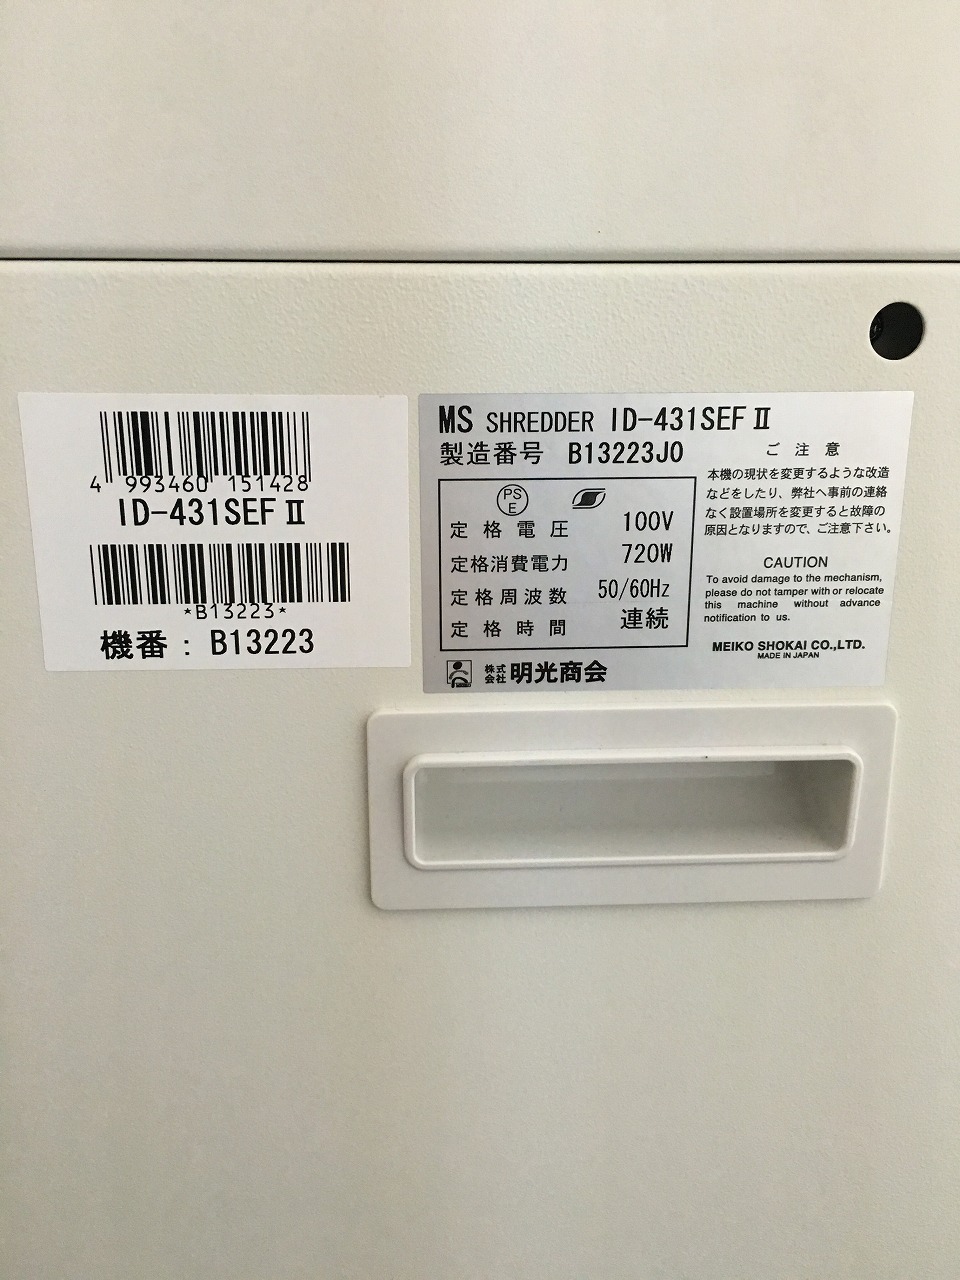 4 993460 151428
ID-431SEFⅡ
*B13223*
機番：B13223
MS SHREDDER ID-431SEFⅡ
製造番号 B13223J0
PS
E
定格電圧 100V
定格消費電力 720W
定格周波数 50/60Hz
定格時間 連続
株式
会社 明光商会
ご注意
本機の現状を変更するような改造
などをしたり、弊社へ事前の連絡
なく設置場所を変更すると故障の
原因となりますので、ご注意下さい。
CAUTION
To avoid damage to the mechanism,
please do not tamper with or relocate
this machine without advance
notification to us.
MEIKO SHOKAI CO.,LTD.
MADE IN JAPAN